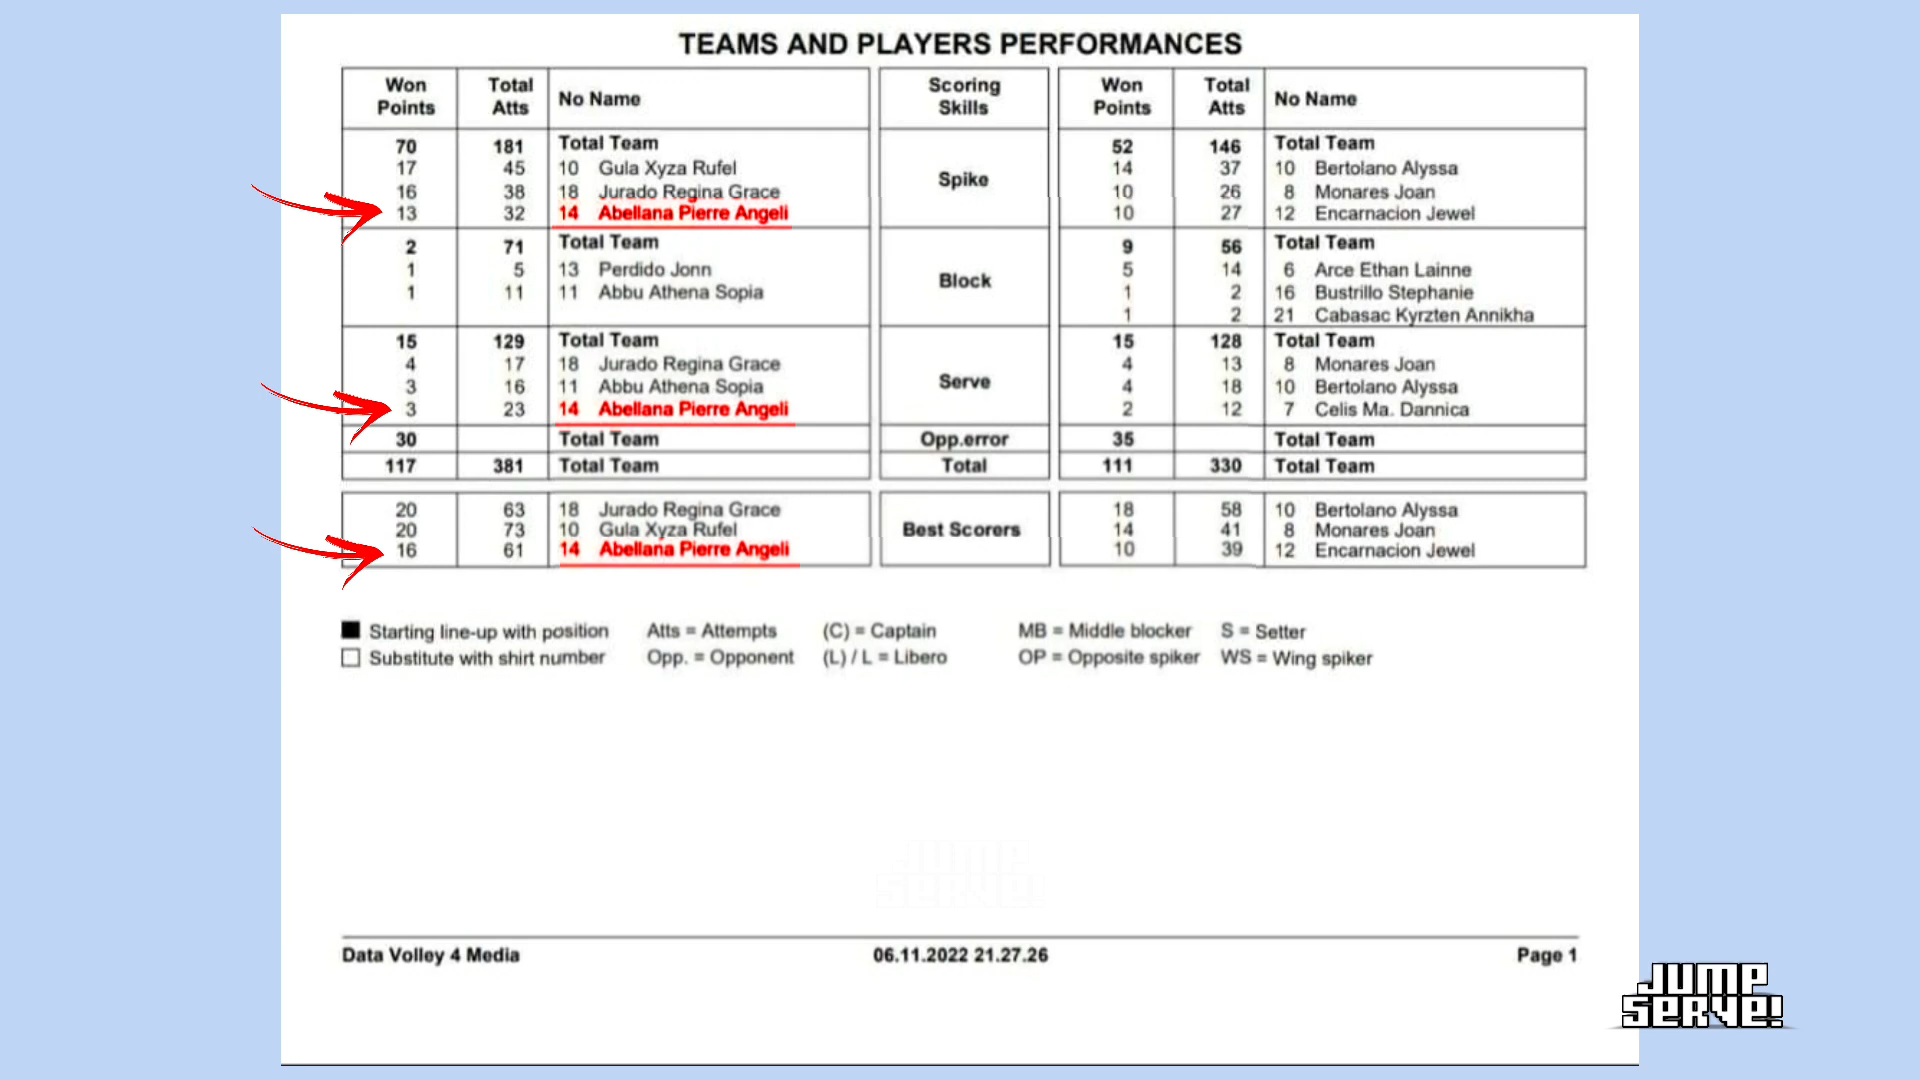 TEAMS AND PLAYERS PERFORMANCES
Won Points Total Atts No Name Scoring Skills Won Points Total Atts No Name
70 181 Total Team Spike 52 146 Total Team
17 45 10 Gula Xyza Rufel 14 37 10 Bertolano Alyssa
16 38 18 Jurado Regina Grace 10 26 8 Monares Joan
13 32 14 Abellana Pierre Angeli 10 27 12 Encarnacion Jewel
2 71 Total Team Block 9 56 Total Team
1 5 13 Perdido Jonn 5 14 6 Arce Ethan Lainne
1 11 11 Abbu Athena Sopia 1 2 16 Bustrillo Stephanie
1 2 21 Cabasac Kyrzten Annikha
15 129 Total Team Serve 15 128 Total Team
4 17 18 Jurado Regina Grace 4 13 8 Monares Joan
3 16 11 Abbu Athena Sopia 4 18 10 Bertolano Alyssa
3 23 14 Abellana Pierre Angeli 2 12 7 Celis Ma. Dannica
30 Total Team Opp.error 35 Total Team
117 381 Total Team Total 111 330 Total Team
20 63 18 Jurado Regina Grace Best Scorers 18 58 10 Bertolano Alyssa
20 73 10 Gula Xyza Rufel 14 41 8 Monares Joan
16 61 14 Abellana Pierre Angeli 10 39 12 Encarnacion Jewel
Starting line-up with position Atts = Attempts (C) = Captain MB = Middle blocker S = Setter
Substitute with shirt number Opp. = Opponent (L) / L = Libero OP = Opposite spiker WS = Wing spiker
JUMP
SERVE!
Data Volley 4 Media 06.11.2022 21.27.26 Page 1
JUMP
SERVE!